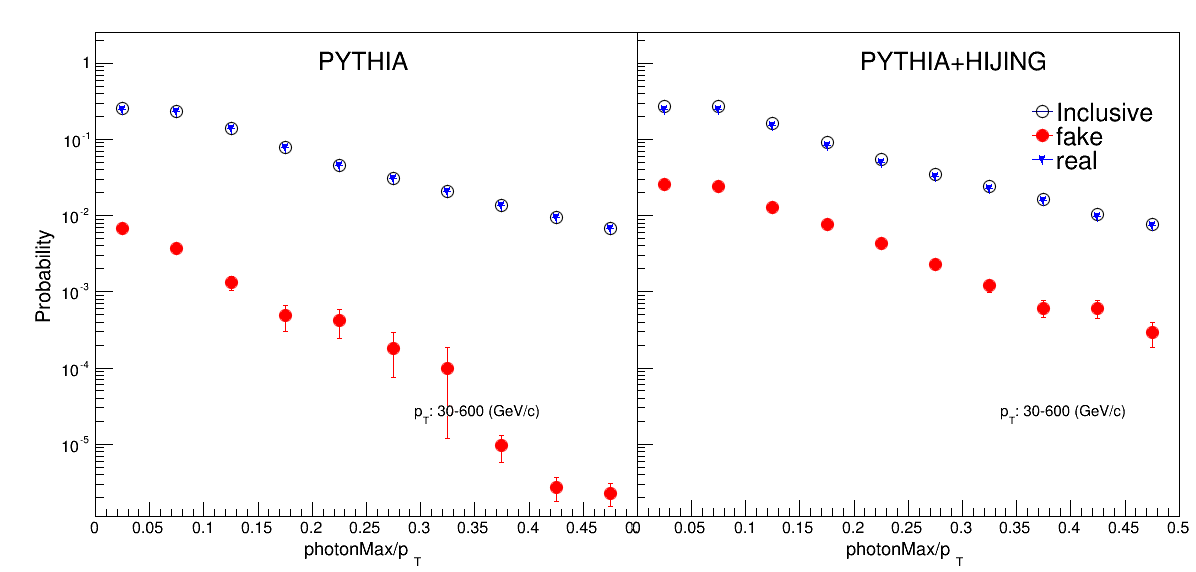 PYTHIA
PYTHIA+HIJING
Inclusive
fake
real
Probability
1
10⁻¹
10⁻²
10⁻³
10⁻⁴
10⁻⁵
p_T: 30-600 (GeV/c)
p_T: 30-600 (GeV/c)
0 0.05 0.1 0.15 0.2 0.25 0.3 0.35 0.4 0.45
0.05 0.1 0.15 0.2 0.25 0.3 0.35 0.4 0.45 0.5
photonMax/p_T
photonMax/p_T